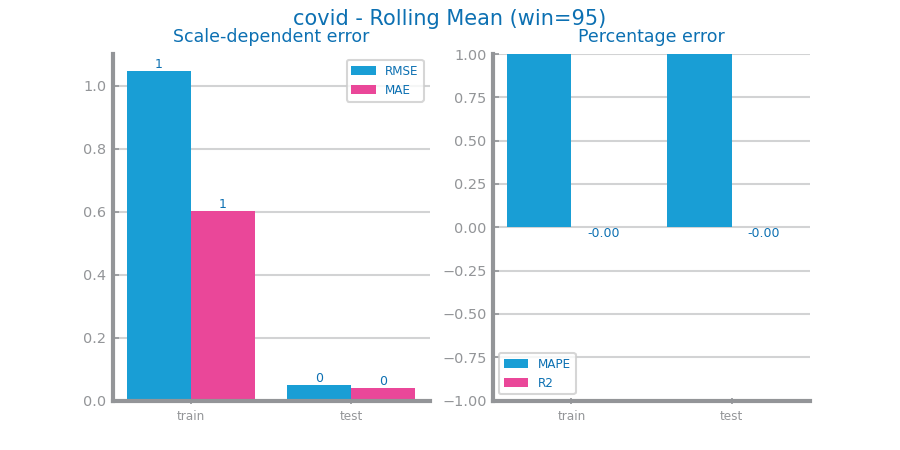 covid - Rolling Mean (win=95)
Scale-dependent error
1
1
0
0
RMSE
MAE
1.0
0.8
0.6
0.4
0.2
0.0
train
test
Percentage error
1.00
0.75
0.50
0.25
0.00
−0.25
−0.50
−0.75
−1.00
-0.00
-0.00
MAPE
R2
train
test